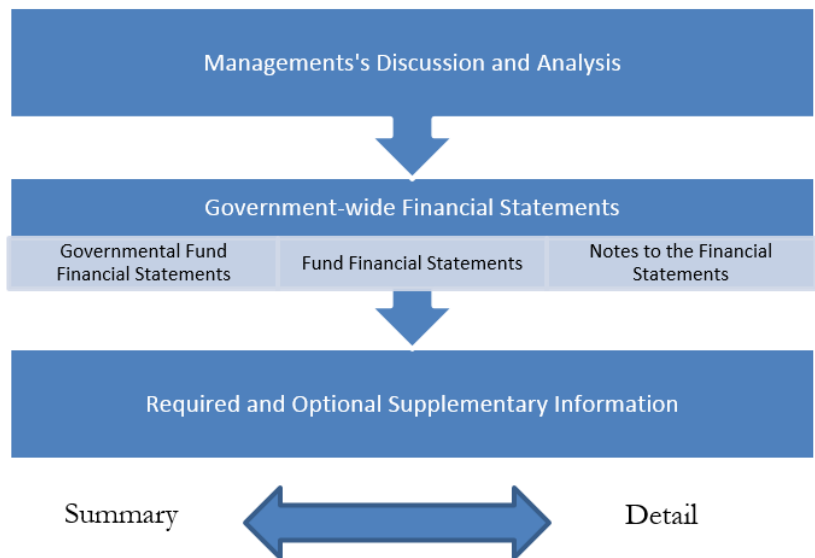 Managements's Discussion and Analysis
Government-wide Financial Statements
Governmental Fund
Financial Statements
Fund Financial Statements
Notes to the Financial
Statements
Required and Optional Supplementary Information
Summary
Detail